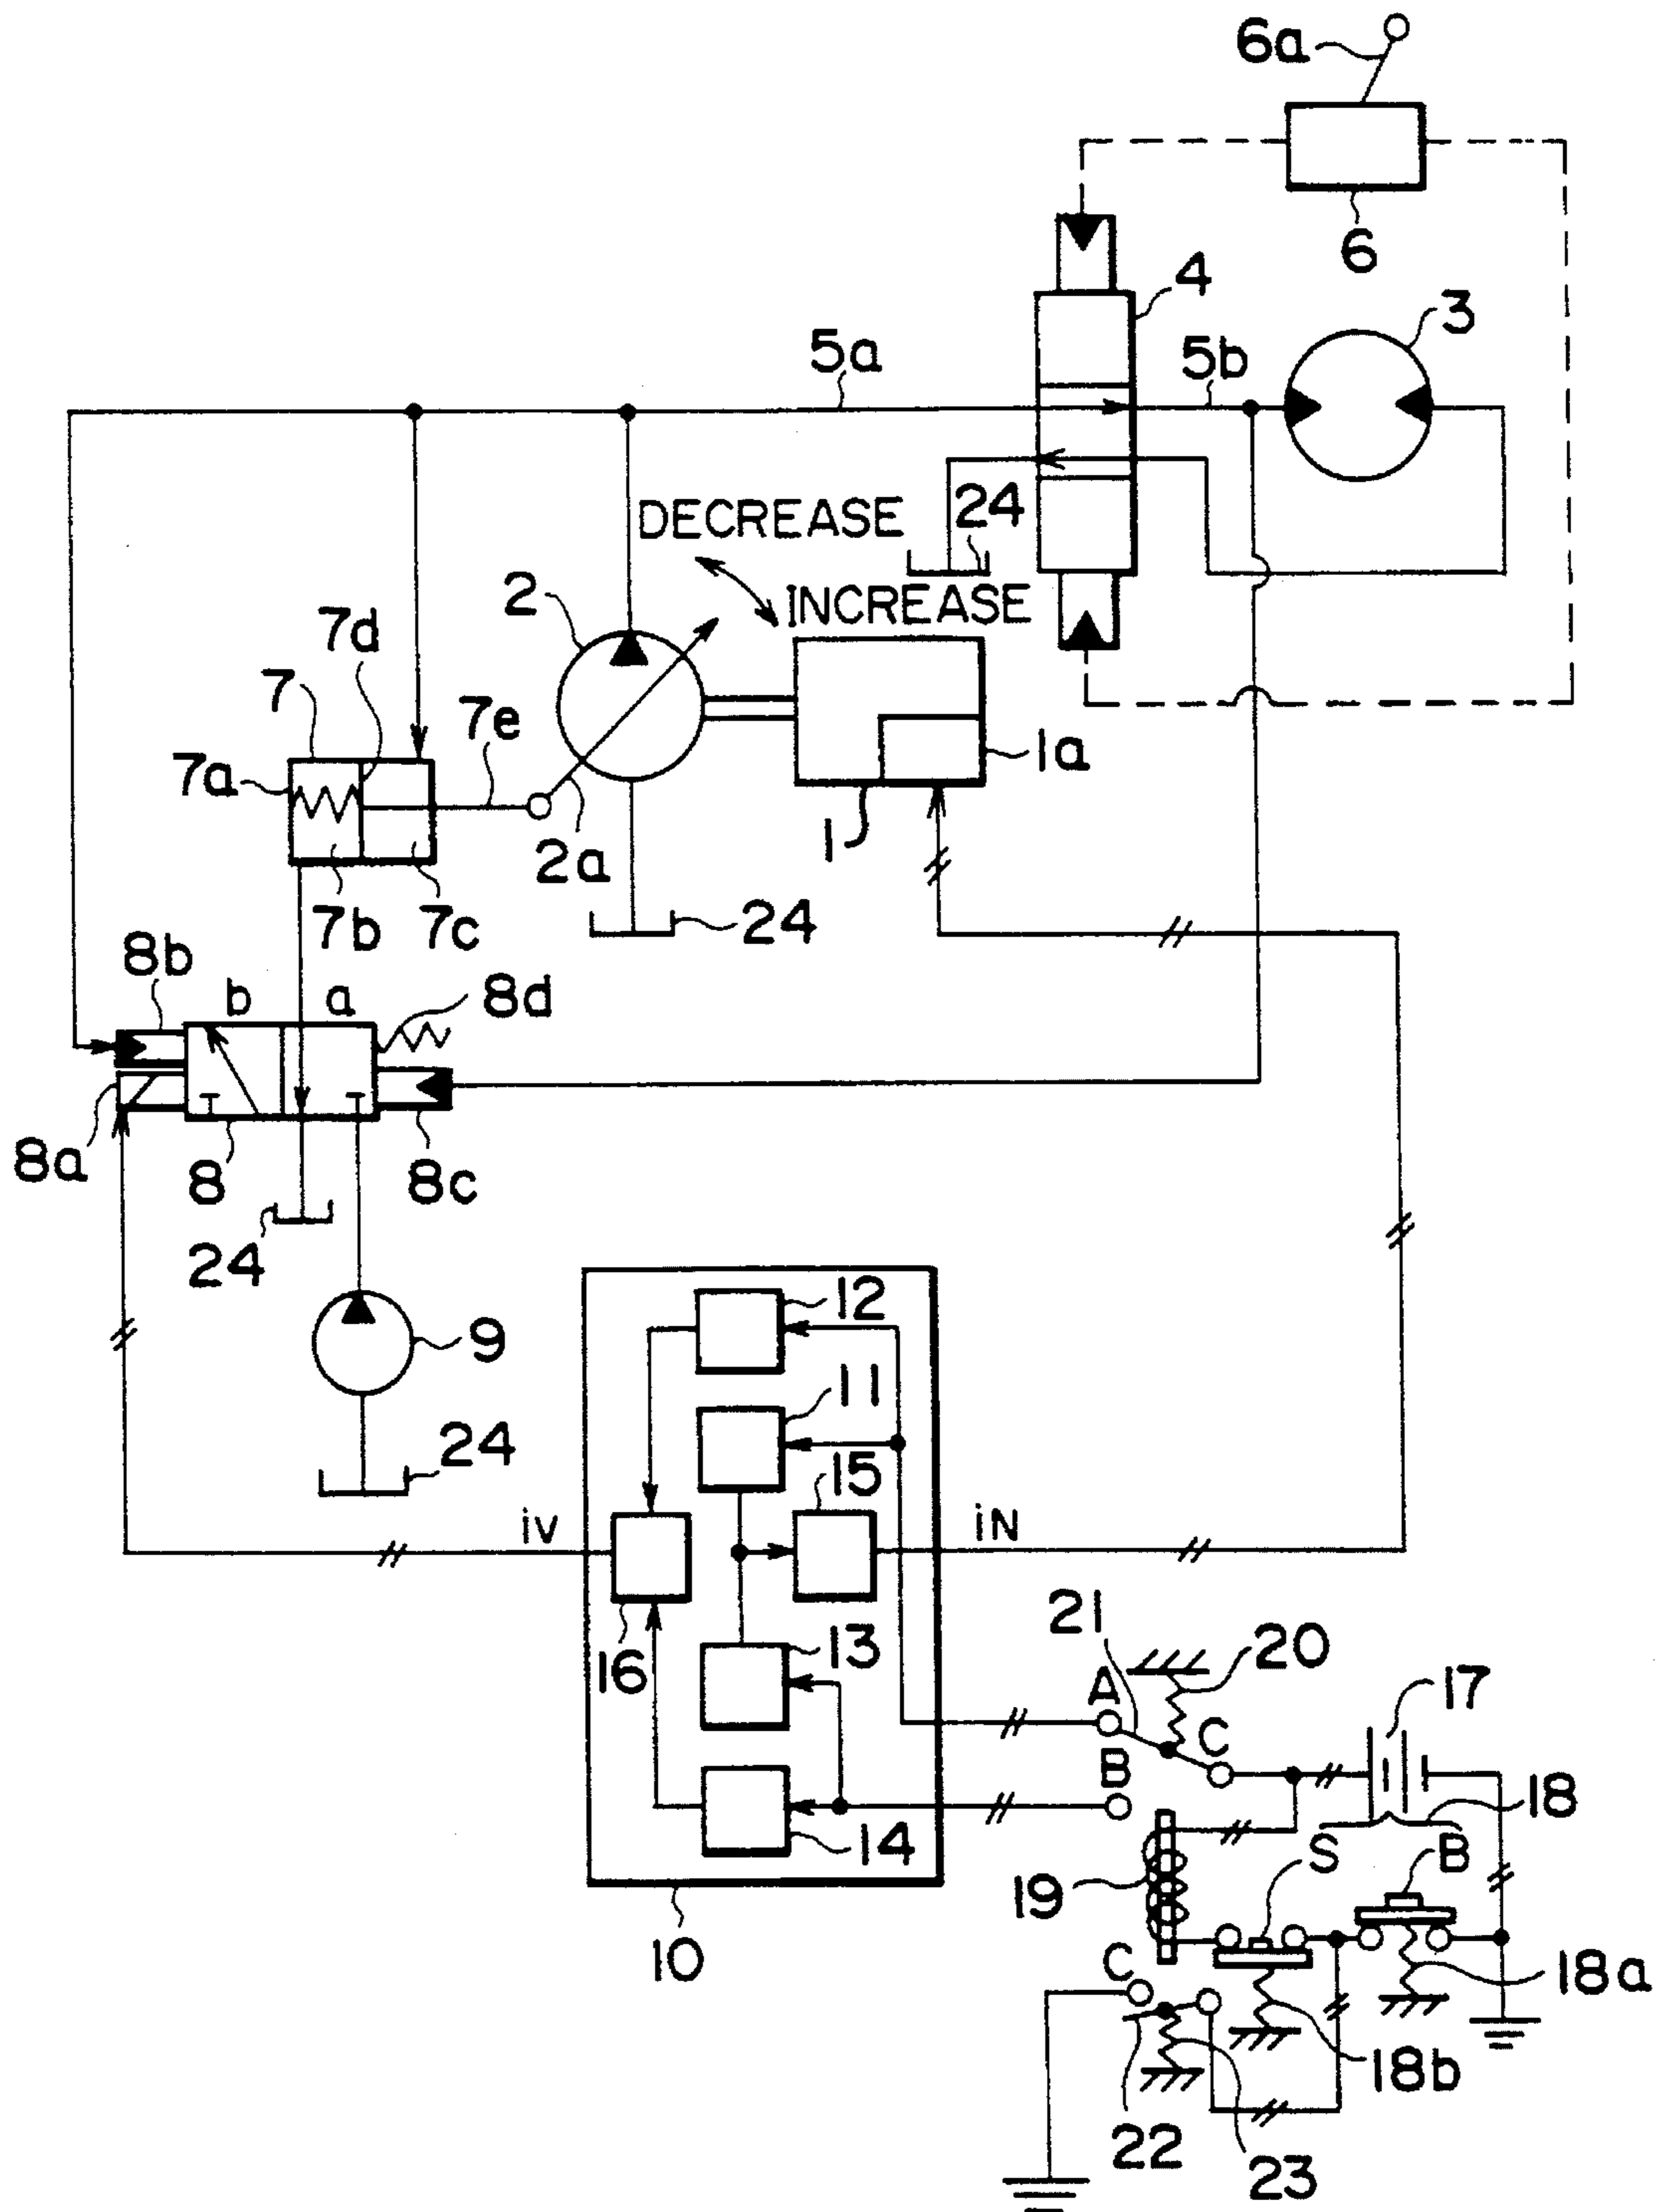 6a
6
4
3
5a
5b
DECREASE
24
INCREASE
2
7d
7
7e
7a
1a
1
2a
7b
7c
24
8b
b
a
8d
8a
8
8c
24
12
9
11
24
15
iv
iN
21
20
16
13
A
17
C
B
18
14
S
B
19
10
C
18a
18b
22
23